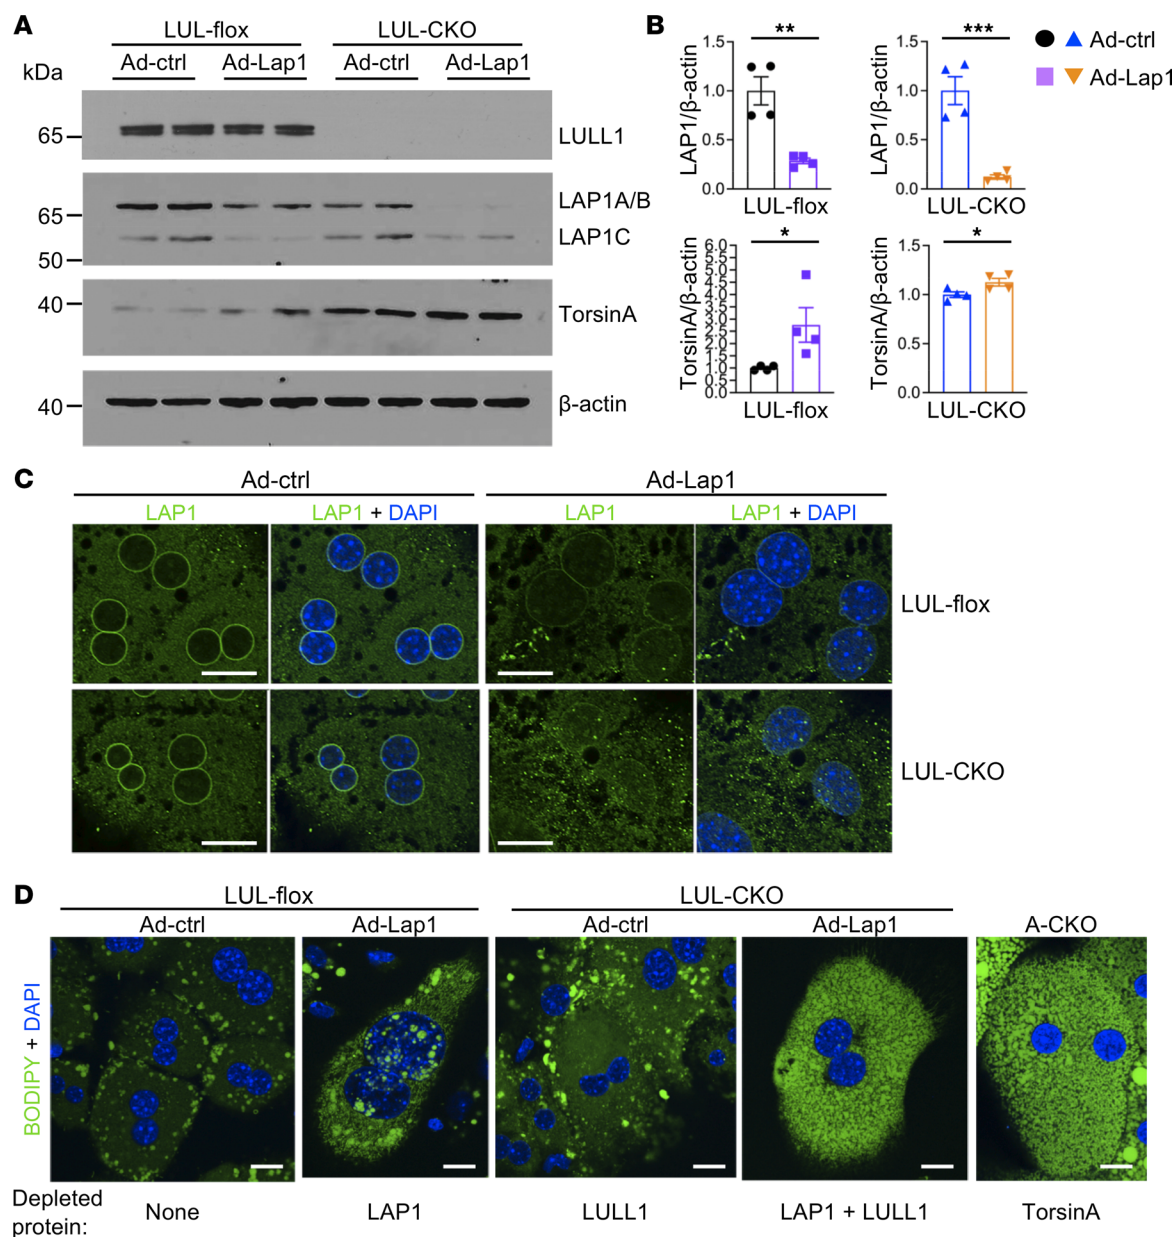 A
LUL-flox
LUL-CKO
kDa
Ad-ctrl
Ad-Lap1
Ad-ctrl
Ad-Lap1
65
LULL1
65
50
LAP1A/B
LAP1C
40
TorsinA
40
β-actin
B
LAP1/β-actin
1.5
1.0
0.5
0.0
**
LUL-flox
LAP1/β-actin
1.5
1.0
0.5
0.0
***
LUL-CKO
Ad-ctrl
Ad-Lap1
TorsinA/β-actin
6.0
5.5
5.0
4.5
4.0
3.5
3.0
2.5
2.0
1.5
1.0
0.5
0.0
*
LUL-flox
TorsinA/β-actin
1.5
1.0
0.5
0.0
*
LUL-CKO
C
Ad-ctrl
Ad-Lap1
LAP1
LAP1 + DAPI
LAP1
LAP1 + DAPI
LUL-flox
LUL-CKO
D
LUL-flox
LUL-CKO
Ad-ctrl
Ad-Lap1
Ad-ctrl
Ad-Lap1
A-CKO
BODIPY + DAPI
Depleted
protein:
None
LAP1
LULL1
LAP1 + LULL1
TorsinA